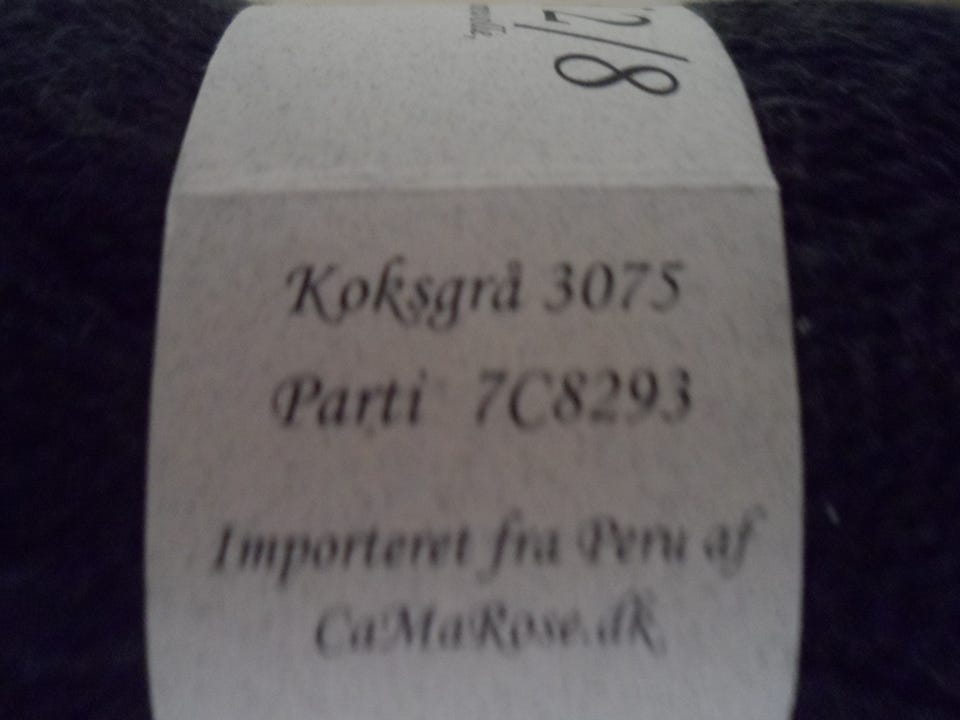 2/8
Koksgrå 3075
Parti 7C8293
Importeret fra Peru af
CaMaRose.dk